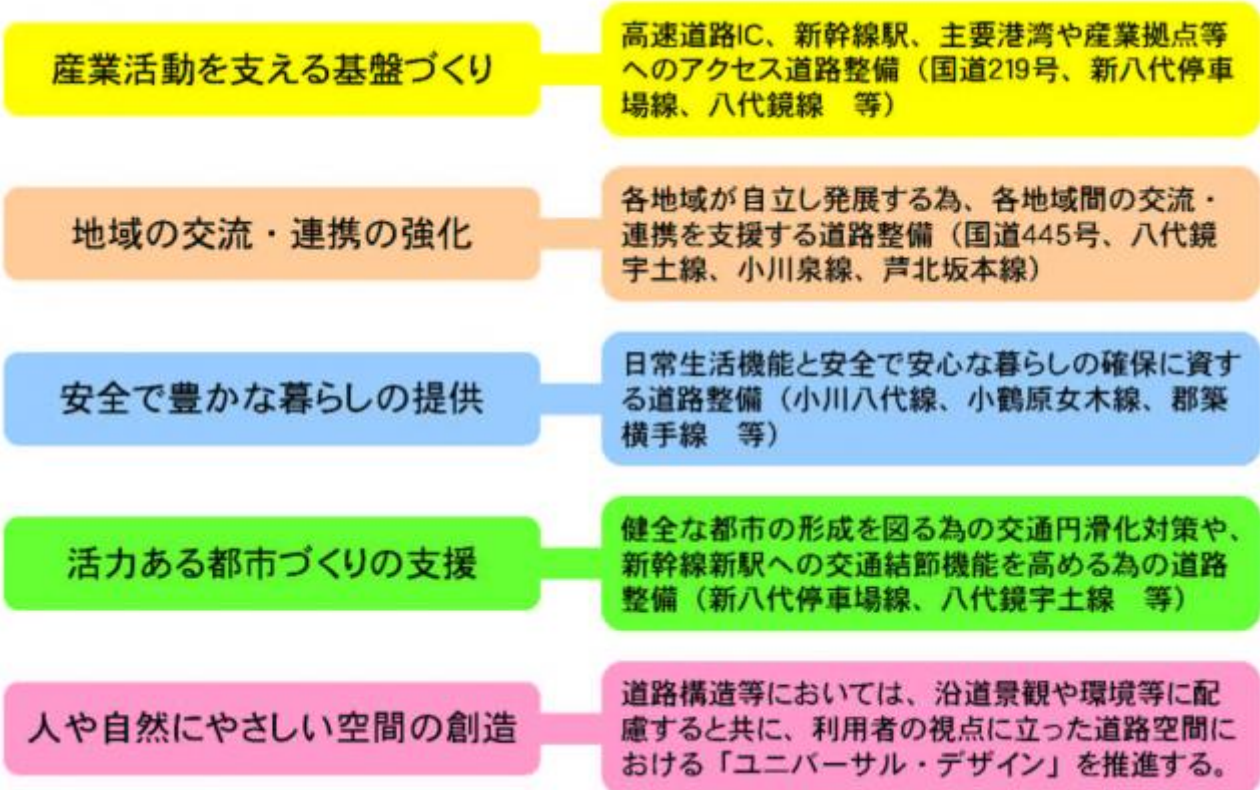 産業活動を支える基盤づくり
高速道路IC、新幹線駅、主要港湾や産業拠点等
へのアクセス道路整備（国道219号、新八代停車
場線、八代鏡線　等）
地域の交流・連携の強化
各地域が自立し発展する為、各地域間の交流・
連携を支援する道路整備（国道445号、八代鏡
宇土線、小川泉線、芦北坂本線）
安全で豊かな暮らしの提供
日常生活機能と安全で安心な暮らしの確保に資す
る道路整備（小川八代線、小鶴原女木線、郡築
横手線　等）
活力ある都市づくりの支援
健全な都市の形成を図る為の交通円滑化対策や、
新幹線新駅への交通結節機能を高める為の道路
整備（新八代停車場線、八代鏡宇土線　等）
人や自然にやさしい空間の創造
道路構造等においては、沿道景観や環境等に配
慮すると共に、利用者の視点に立った道路空間に
おける「ユニバーサル・デザイン」を推進する。